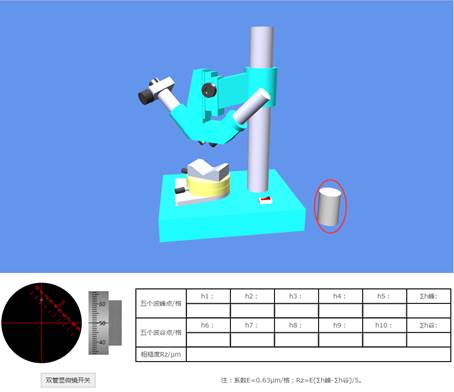 60
50
40
双管显微镜开关
五个波峰点/格 h1： h2： h3： h4： h5： Σh峰:
五个波谷点/格 h6： h7： h8： h9： h10： Σh谷:
粗糙度Rz/μm
注：系数E=0.63μm/格；Rz=E(Σh峰-Σh谷)/5。